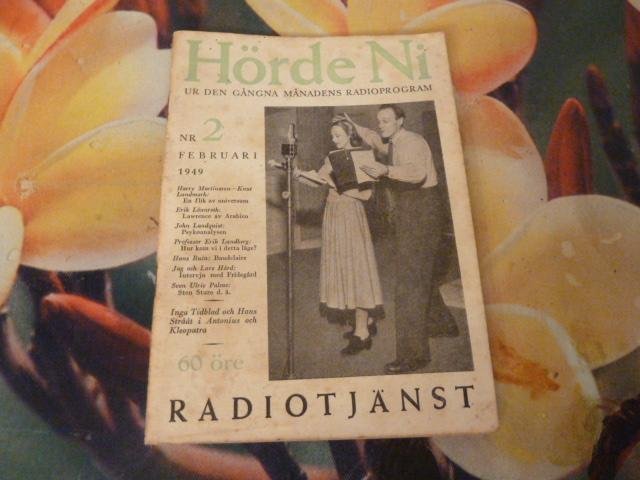 Hörde Ni
UR DEN GÅNGNA MÅNADENS RADIOPROGRAM
NR 2
FEBRUARI
1949
Harry Martinson—Knut
Lundmark:
En flik av universum
Erik Lönnroth:
Lawrence av Arabien
John Landquist:
Psykoanalysen
Professor Erik Lundberg:
Hur kom vi i detta läge?
Hans Ruin: Baudelaire
Jag och Lars Hård:
Intervju med Fridegård
Sven Ulric Palme:
Sten Sture d. ä.
Inga Tidblad och Hans
Strååt i Antonius och
Kleopatra
60 öre
RADIOTJÄNST